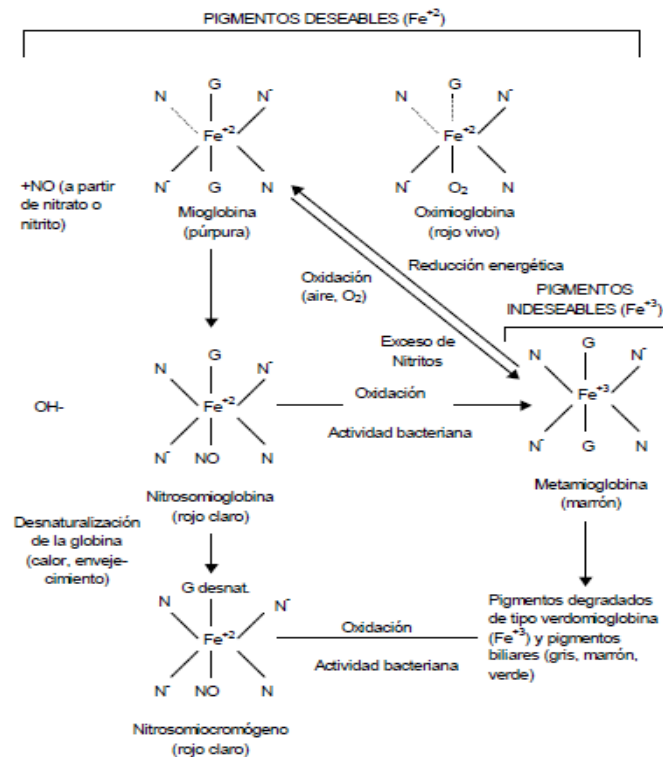 PIGMENTOS DESEABLES (Fe⁺²)
G
N
N⁻
Fe⁺²
N⁻
G
N
Mioglobina
(púrpura)
G
N
N⁻
Fe⁺²
N⁻
O₂
N
Oximioglobina
(rojo vivo)
+NO (a partir
de nitrato o
nitrito)
Oxidación
(aire, O₂)
Reducción energética
Exceso de
Nitritos
PIGMENTOS
INDESEABLES (Fe⁺³)
G
N
N⁻
Fe⁺²
N⁻
NO
N
Nitrosomioglobina
(rojo claro)
OH-
Oxidación
Actividad bacteriana
G
N
N⁻
Fe⁺³
N⁻
G
N
Metamioglobina
(marrón)
Desnaturalización
de la globina
(calor, enveje-
cimiento)
G desnat.
N
N⁻
Fe⁺²
N⁻
NO
N
Nitrosomiocromógeno
(rojo claro)
Oxidación
Actividad bacteriana
Pigmentos degradados
de tipo verdomioglobina
(Fe⁺³) y pigmentos
biliares (gris, marrón,
verde)